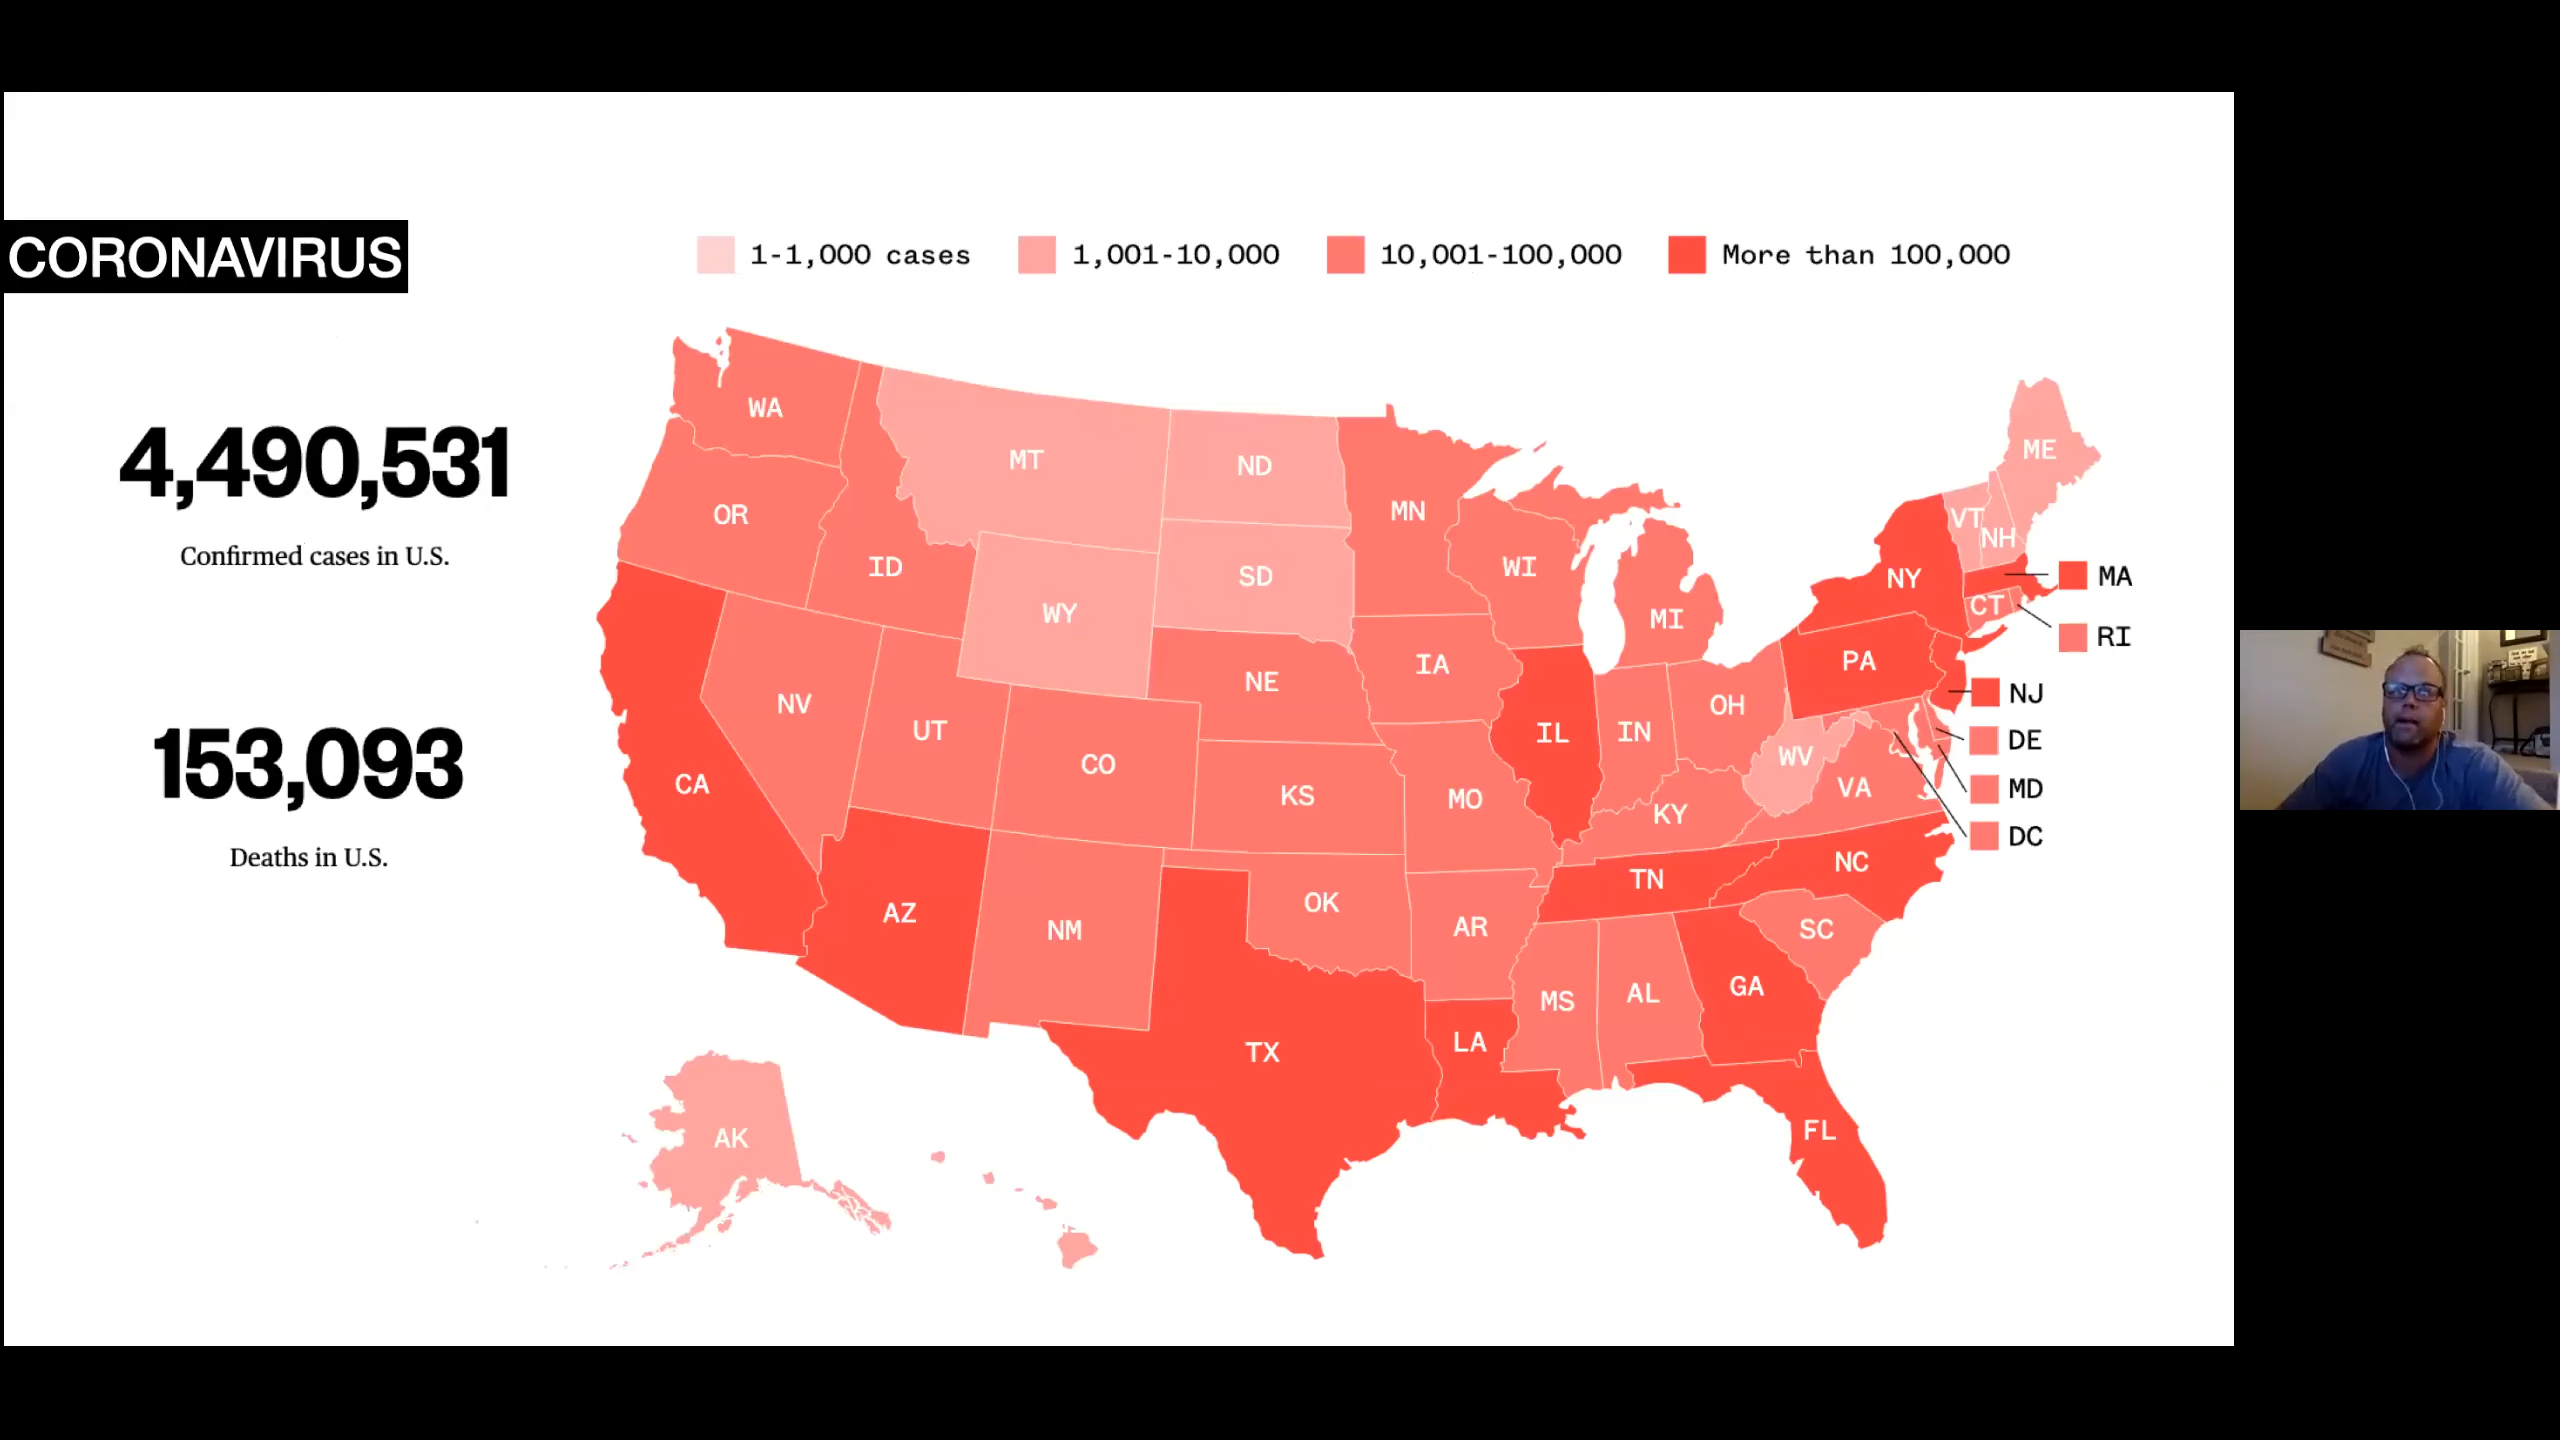 CORONAVIRUS
1-1,000 cases
1,001-10,000
10,001-100,000
More than 100,000
4,490,531
Confirmed cases in U.S.
153,093
Deaths in U.S.
WA
MT
ND
MN
ME
OR
ID
WY
SD
WI
MI
NY
VT
NH
MA
CT
RI
NV
UT
CO
NE
IA
IL
IN
OH
PA
NJ
DE
MD
DC
CA
KS
MO
KY
WV
VA
AZ
NM
OK
AR
TN
NC
SC
TX
LA
MS
AL
GA
FL
AK